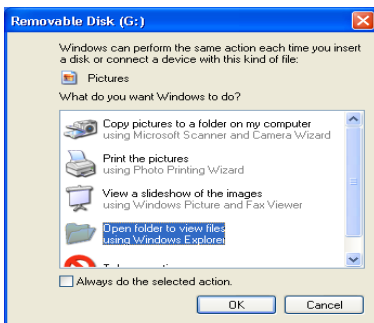 Removable Disk (G:)
Windows can perform the same action each time you insert
a disk or connect a device with this kind of file:
Pictures
What do you want Windows to do?
Copy pictures to a folder on my computer
using Microsoft Scanner and Camera Wizard
Print the pictures
using Photo Printing Wizard
View a slideshow of the images
using Windows Picture and Fax Viewer
Open folder to view files
using Windows Explorer
Always do the selected action.
OK
Cancel